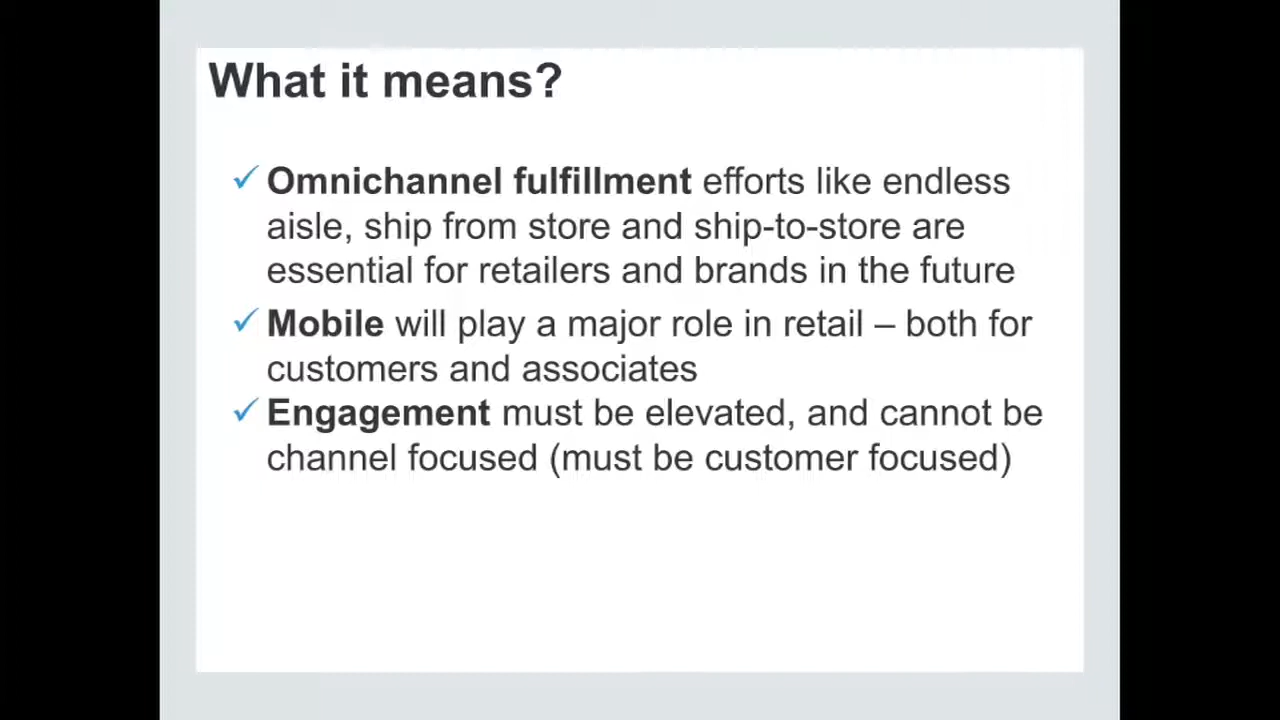 What it means?
✓ Omnichannel fulfillment efforts like endless
aisle, ship from store and ship-to-store are
essential for retailers and brands in the future
✓ Mobile will play a major role in retail – both for
customers and associates
✓ Engagement must be elevated, and cannot be
channel focused (must be customer focused)